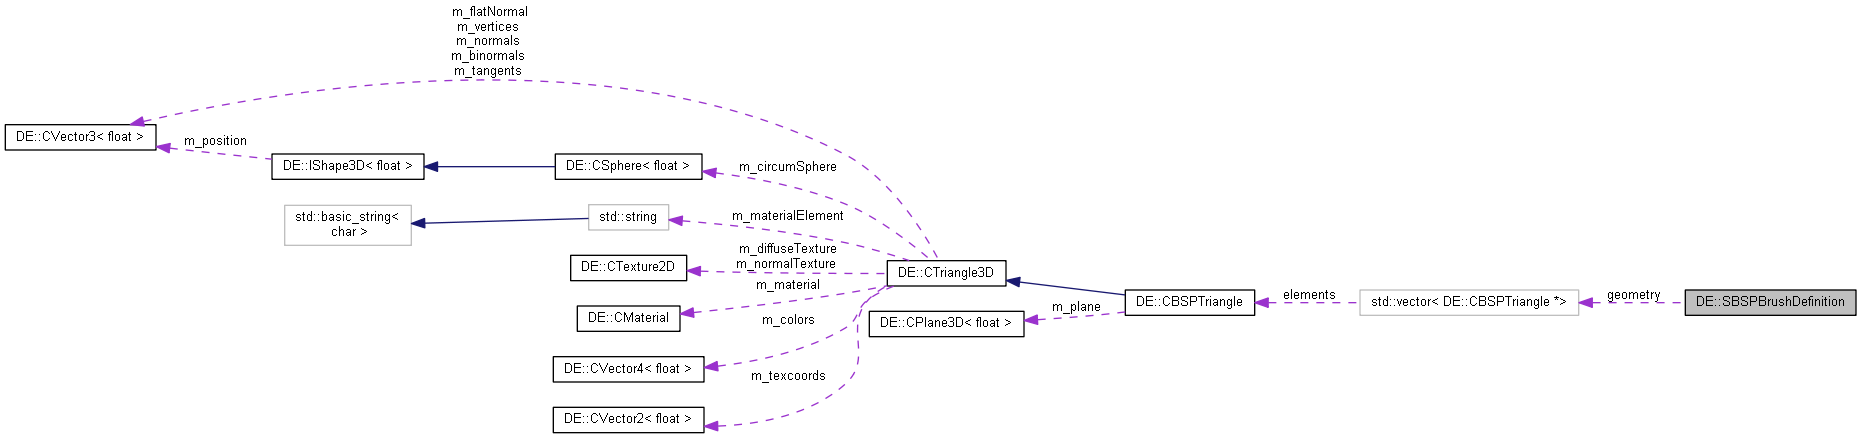 m_flatNormal
m_vertices
m_normals
m_binormals
m_tangents
DE::CVector3< float >
m_position
DE::IShape3D< float >
DE::CSphere< float >
m_circumSphere
std::basic_string<
char >
std::string
m_materialElement
DE::CTexture2D
m_diffuseTexture
m_normalTexture
DE::CTriangle3D
m_material
DE::CMaterial
m_colors
DE::CPlane3D< float >
m_plane
DE::CBSPTriangle
elements
std::vector< DE::CBSPTriangle *>
geometry
DE::SBSPBrushDefinition
DE::CVector4< float >
m_texcoords
DE::CVector2< float >